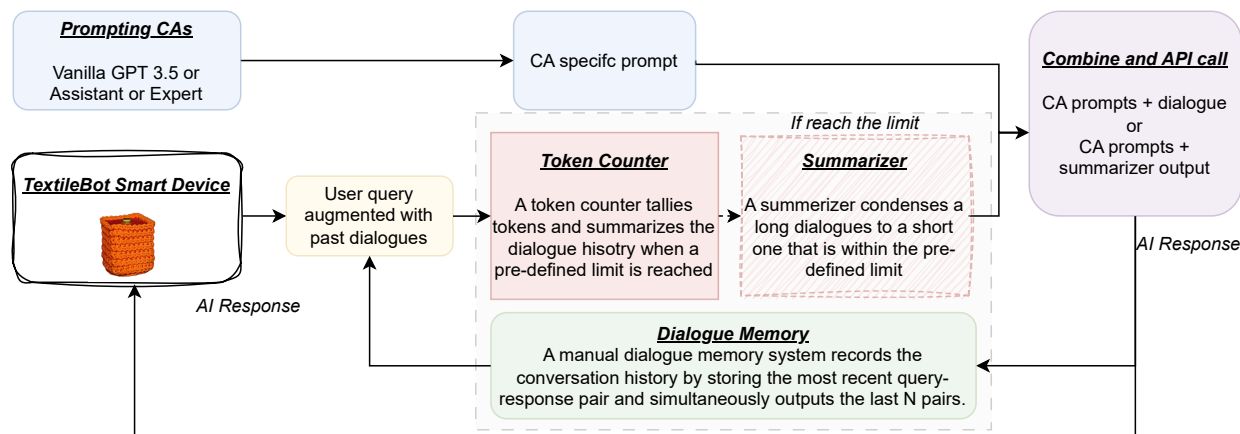 Prompting CAs
Vanilla GPT 3.5 or
Assistant or Expert
CA specifc prompt
Combine and API call
CA prompts + dialogue
or
CA prompts +
summarizer output
If reach the limit
TextileBot Smart Device
User query
augmented with
past dialogues
Token Counter
A token counter tallies
tokens and summarizes the
dialogue hisotry when a
pre-defined limit is reached
Summarizer
A summerizer condenses a
long dialogues to a short
one that is within the pre-
defined limit
AI Response
AI Response
Dialogue Memory
A manual dialogue memory system records the
conversation history by storing the most recent query-
response pair and simultaneously outputs the last N pairs.